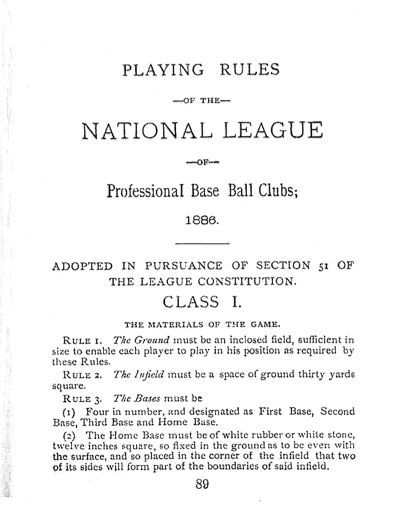 PLAYING RULES
—OF THE—
NATIONAL LEAGUE
—OF—
Professional Base Ball Clubs;
1886.
ADOPTED IN PURSUANCE OF SECTION 51 OF
THE LEAGUE CONSTITUTION.
CLASS I.
THE MATERIALS OF THE GAME.
RULE 1. The Ground must be an inclosed field, sufficient in
size to enable each player to play in his position as required by
these Rules.
RULE 2. The Infield must be a space of ground thirty yards
square.
RULE 3. The Bases must be
(1) Four in number, and designated as First Base, Second
Base, Third Base and Home Base.
(2) The Home Base must be of white rubber or white stone,
twelve inches square, so fixed in the ground as to be even with
the surface, and so placed in the corner of the infield that two
of its sides will form part of the boundaries of said infield.
89